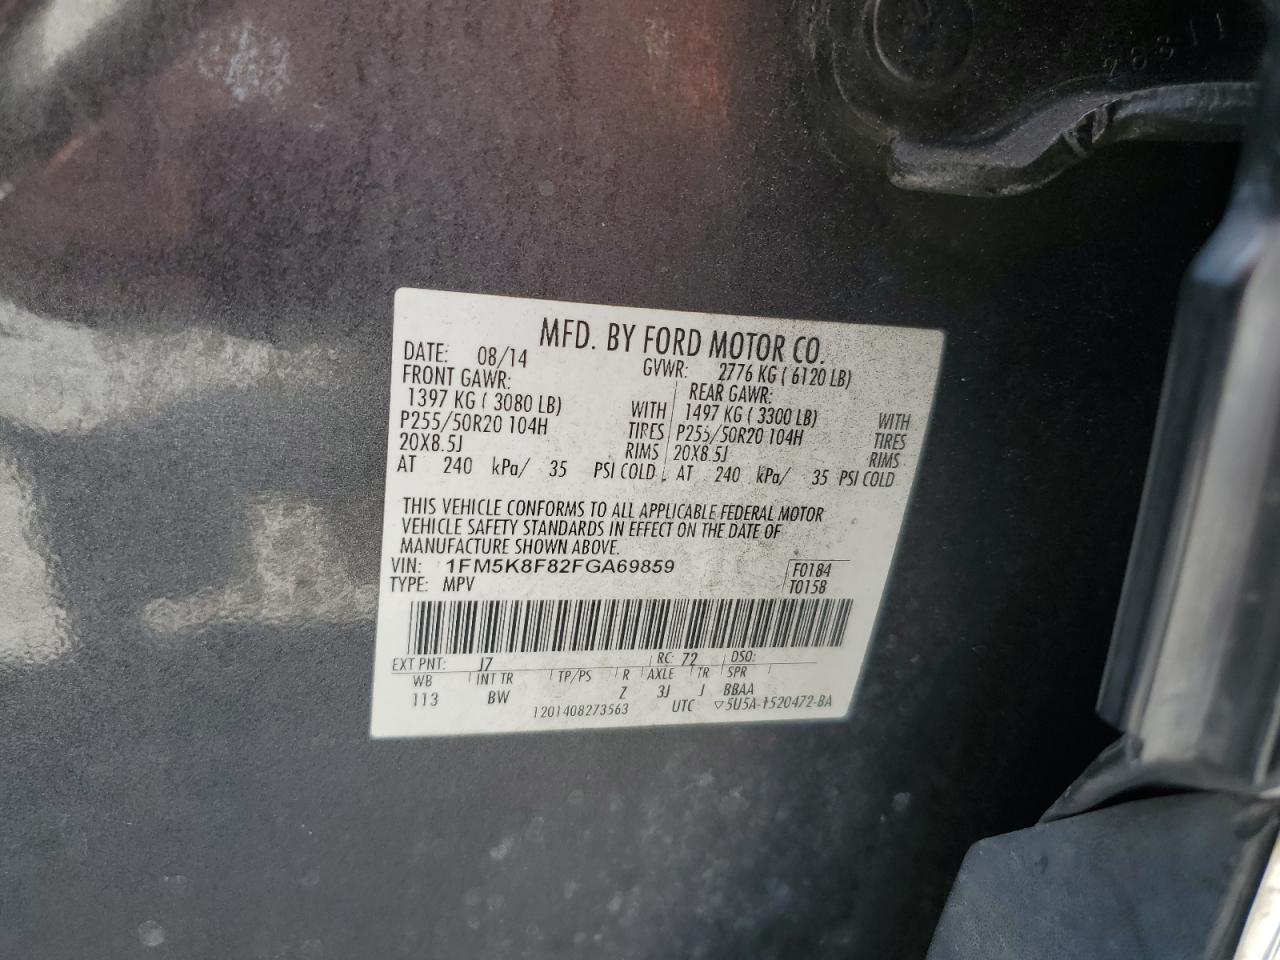 26811
MFD. BY FORD MOTOR CO.
DATE: 08/14 GVWR: 2776 KG ( 6120 LB)
FRONT GAWR: REAR GAWR:
1397 KG ( 3080 LB) WITH 1497 KG ( 3300 LB) WITH
P255/50R20 104H TIRES P255/50R20 104H TIRES
20X8.5J RIMS 20X8.5J RIMS
AT 240 kPa/ 35 PSI COLD AT 240 kPa/ 35 PSI COLD
THIS VEHICLE CONFORMS TO ALL APPLICABLE FEDERAL MOTOR
VEHICLE SAFETY STANDARDS IN EFFECT ON THE DATE OF
MANUFACTURE SHOWN ABOVE.
VIN: 1FM5K8F82FGA69859 F0184
TYPE: MPV T0158
EXT PNT: J7 RC: 72 DSO:
WB INT TR TP/PS R AXLE TR SPR
113 BW Z 3J J BBAA
1201408273563 UTC ▽5U5A-1520472-BA